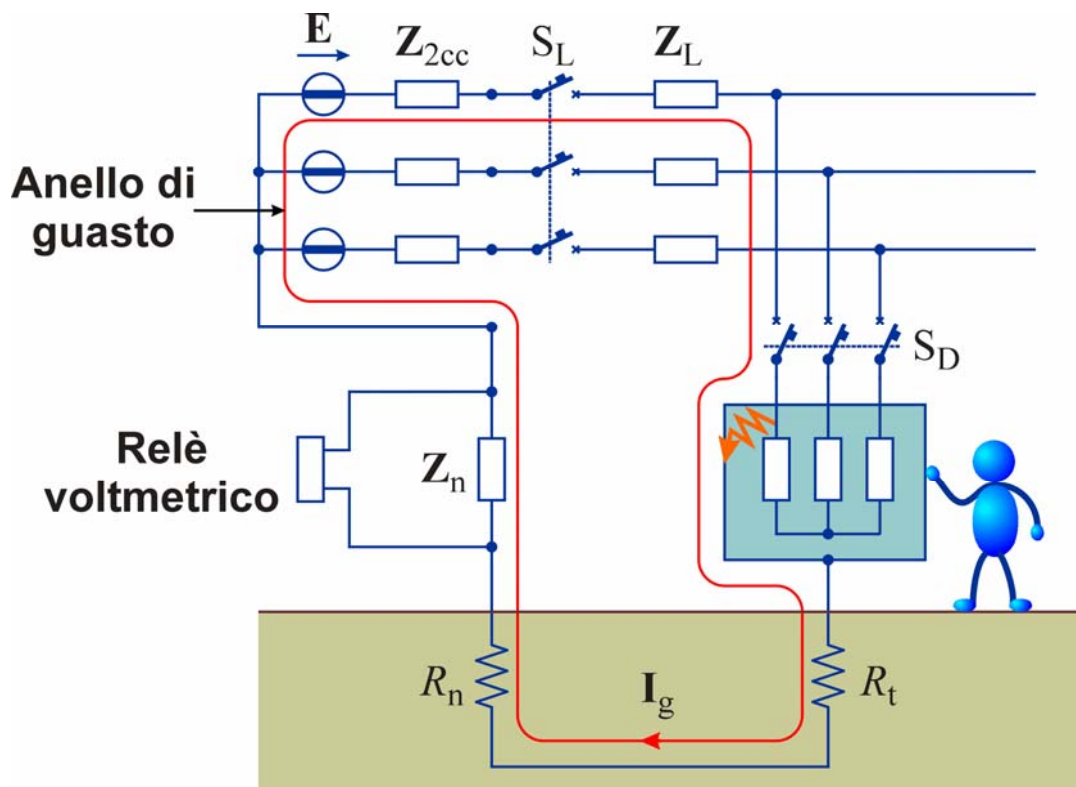 E
Z2cc
SL
ZL
Anello di
guasto
SD
Relè
voltmetrico
Zn
Rn
Ig
Rt